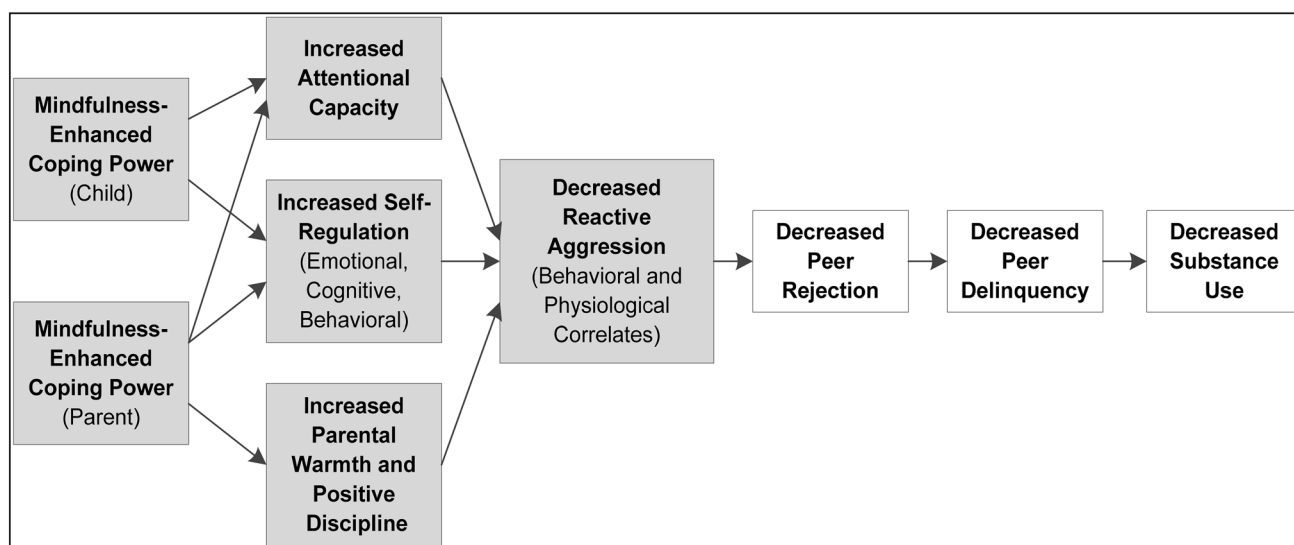 Mindfulness-
Enhanced
Coping Power
(Child)
Mindfulness-
Enhanced
Coping Power
(Parent)
Increased
Attentional
Capacity
Increased Self-
Regulation
(Emotional,
Cognitive,
Behavioral)
Increased
Parental
Warmth and
Positive
Discipline
Decreased
Reactive
Aggression
(Behavioral and
Physiological
Correlates)
Decreased
Peer
Rejection
Decreased
Peer
Delinquency
Decreased
Substance
Use